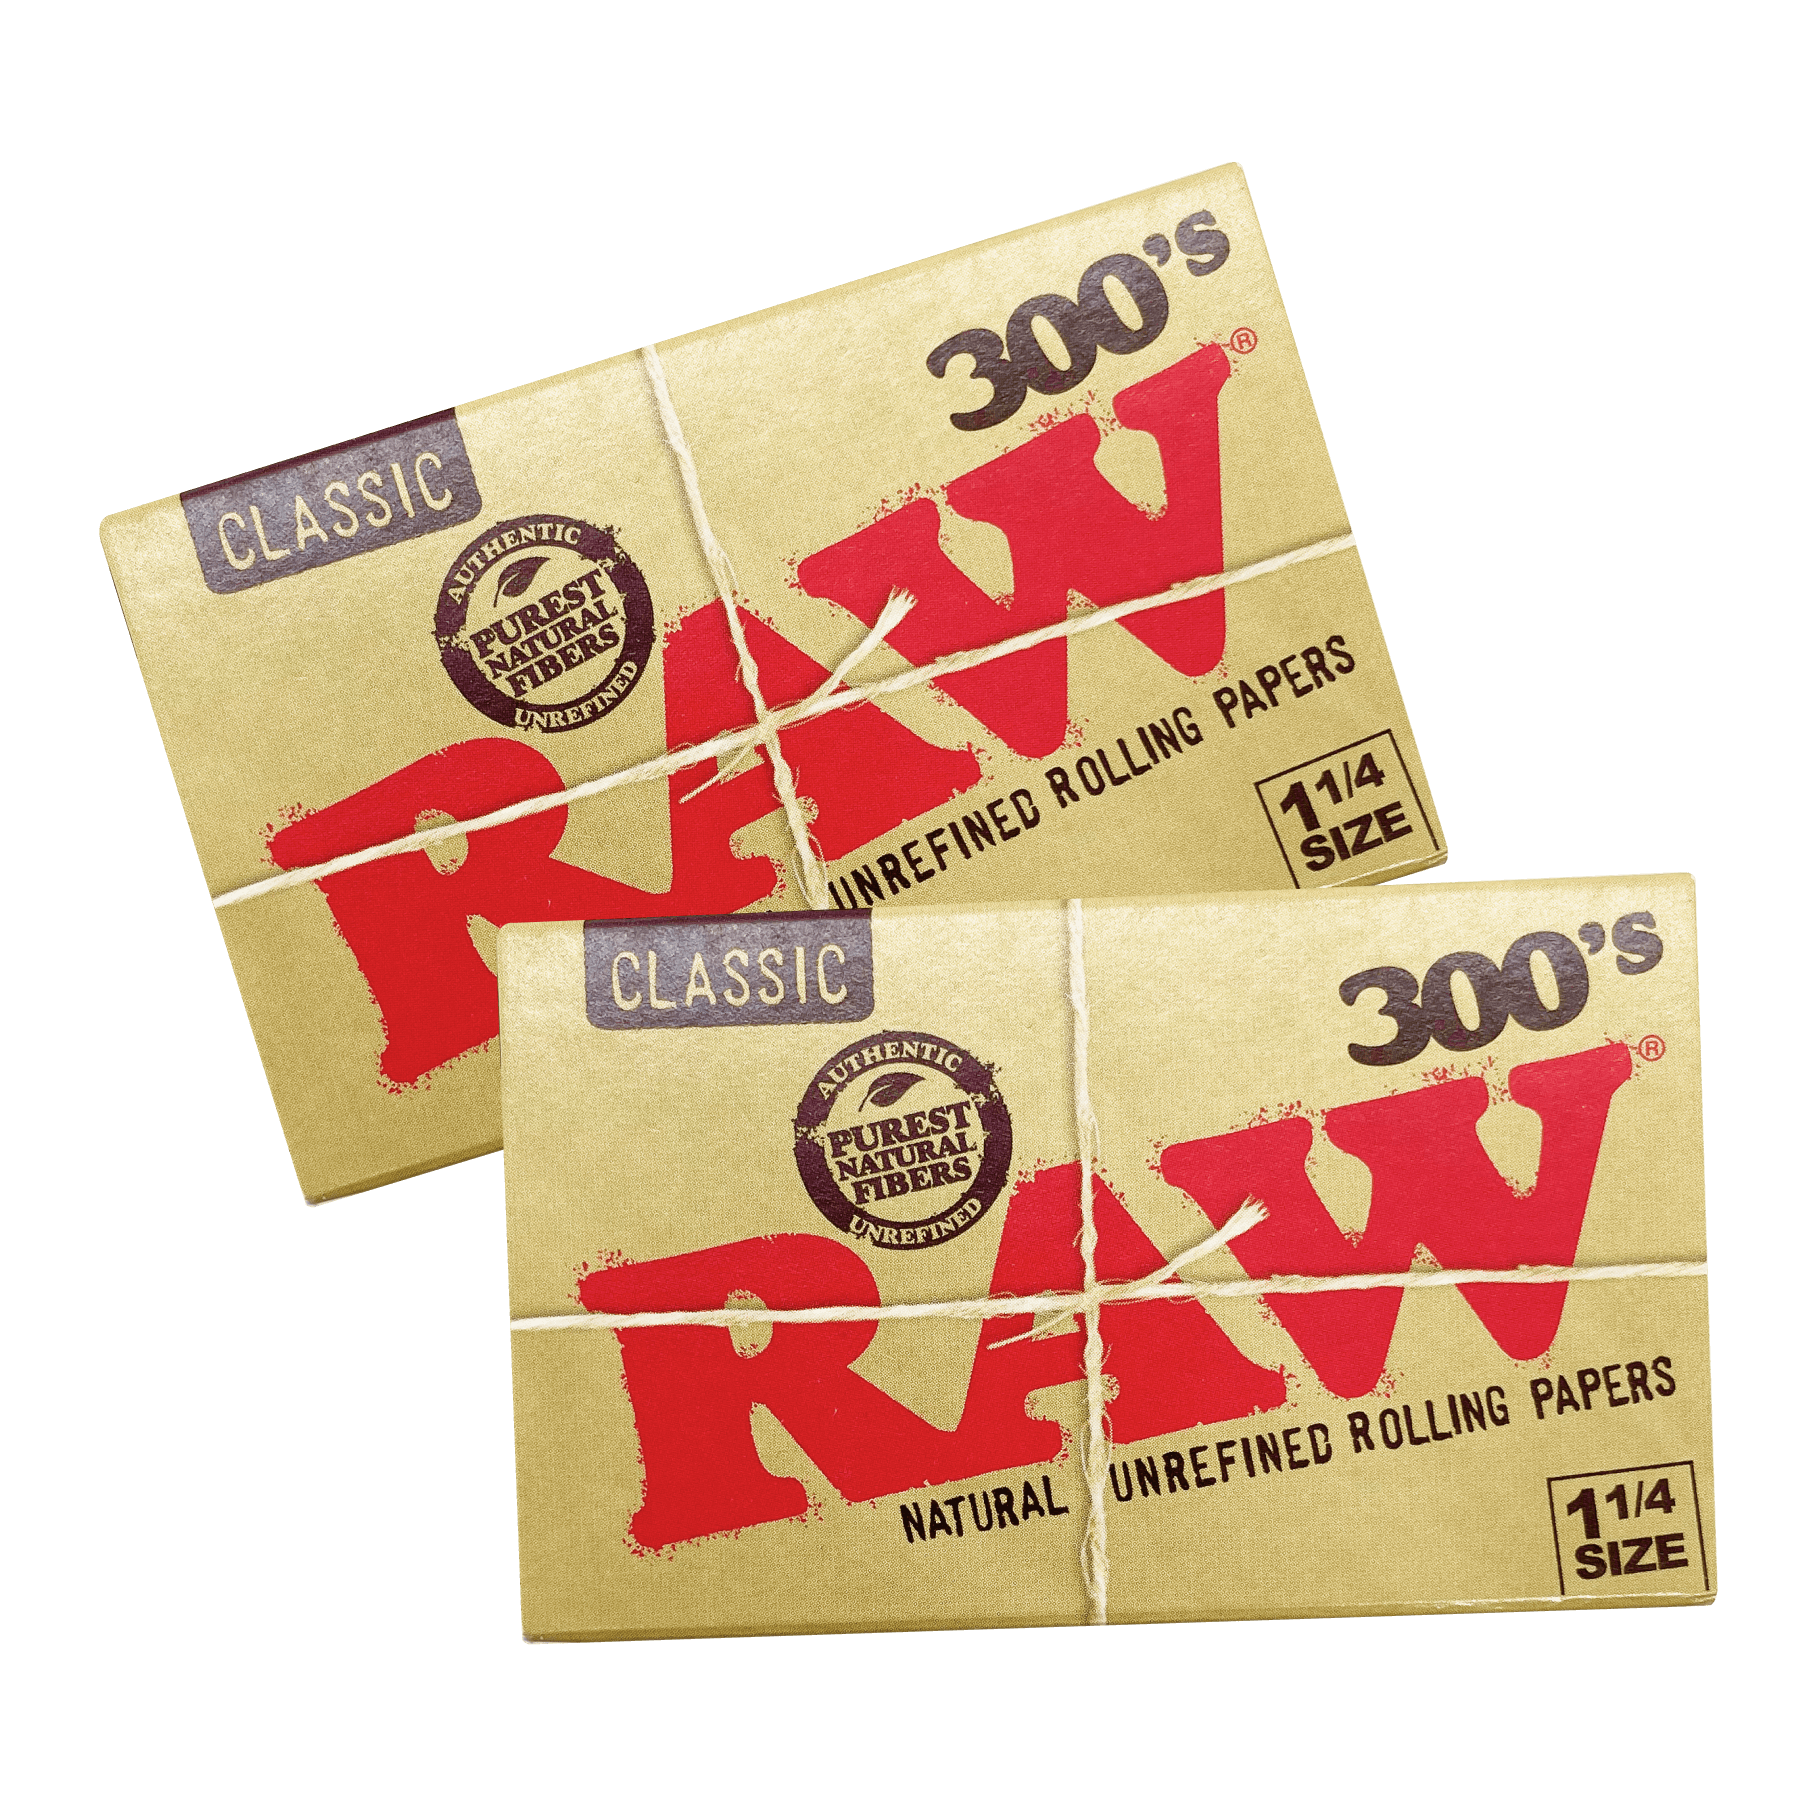 300's
CLASSIC
AUTHENTIC
PUREST
NATURAL
FIBERS
UNREFINED
RAW®
UNREFINED ROLLING PAPERS
1 1/4
SIZE
CLASSIC
300's
AUTHENTIC
PUREST
NATURAL
FIBERS
UNREFINED
RAW®
NATURAL UNREFINED ROLLING PAPERS
1 1/4
SIZE